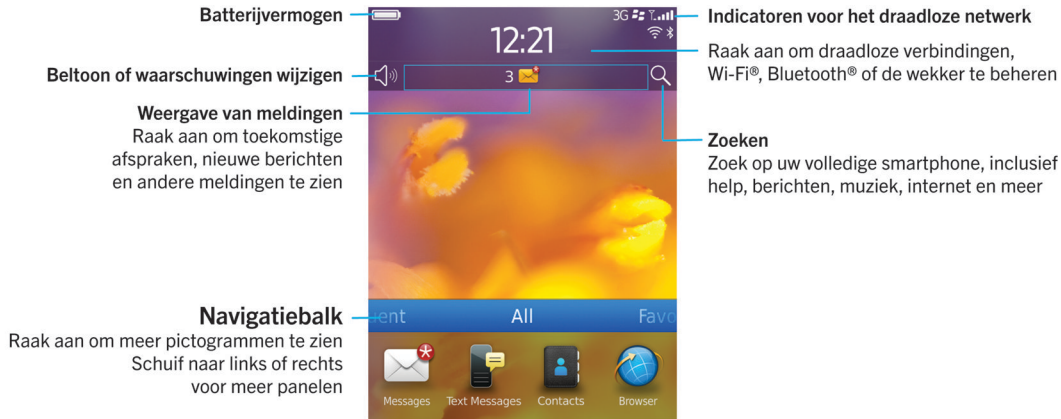 Batterijvermogen
Beltoon of waarschuwingen wijzigen
Weergave van meldingen
Raak aan om toekomstige
afspraken, nieuwe berichten
en andere meldingen te zien
Navigatiebalk
Raak aan om meer pictogrammen te zien
Schuif naar links of rechts
voor meer panelen
3G
12:21
3
uent All Favo
Messages Text Messages Contacts Browser
Indicatoren voor het draadloze netwerk
Raak aan om draadloze verbindingen,
Wi-Fi®, Bluetooth® of de wekker te beheren
Zoeken
Zoek op uw volledige smartphone, inclusief
help, berichten, muziek, internet en meer